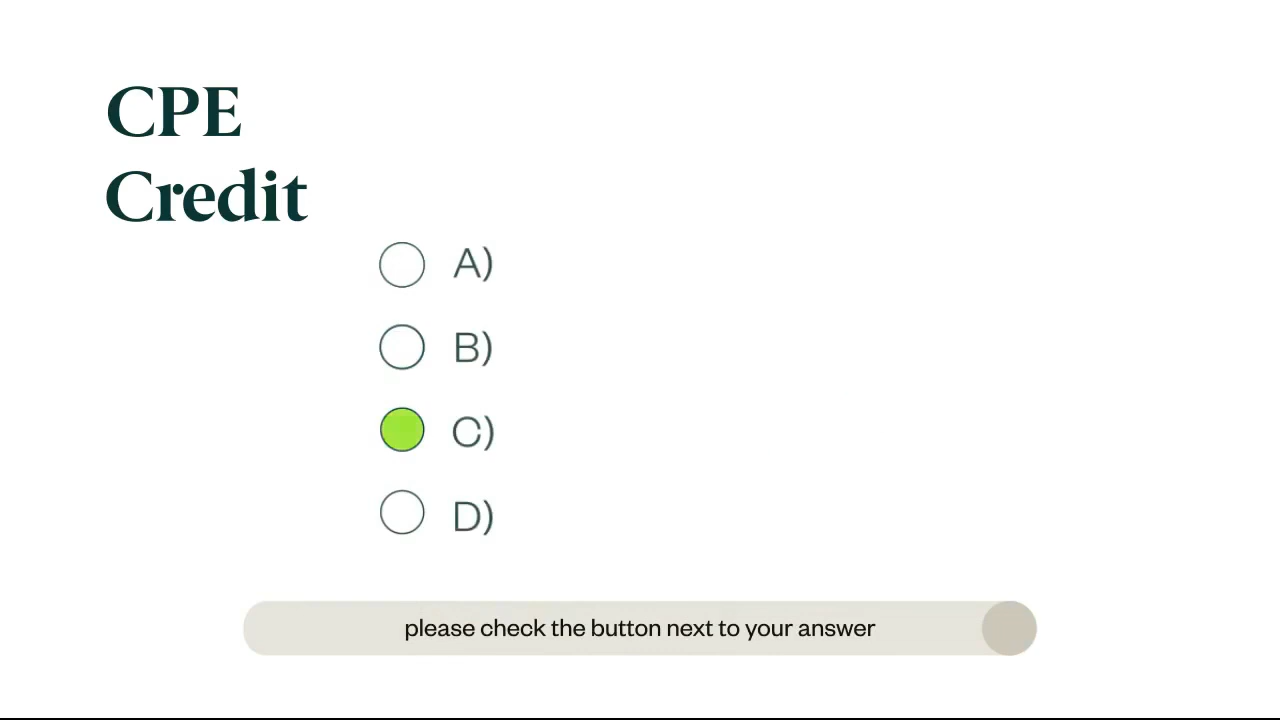 CPE
Credit
A)
B)
C)
D)
please check the button next to your answer